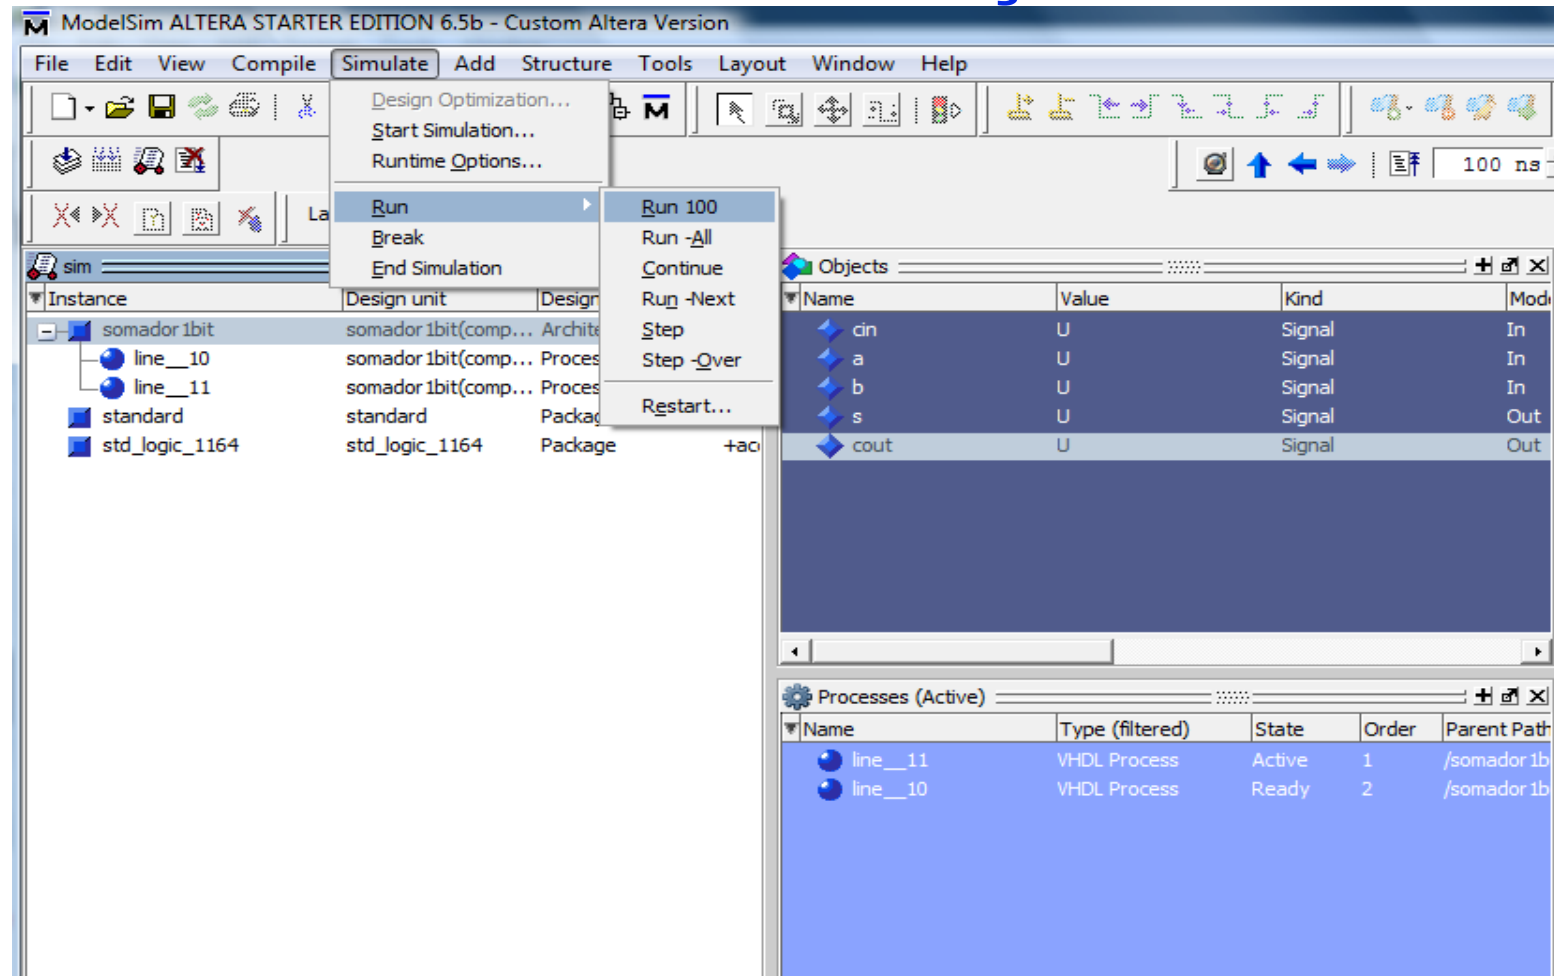 g
ModelSim ALTERA STARTER EDITION 6.5b - Custom Altera Version
File Edit View Compile Simulate Add Structure Tools Layout Window Help
Design Optimization...
Start Simulation...
Runtime Options...
100 ns
Run
Break
End Simulation
La
Run 100
Run -All
Continue
Run -Next
Step
Step -Over
Restart...
sim
Instance Design unit Design
somador1bit somador1bit(comp... Archite
line__10 somador1bit(comp... Proces
line__11 somador1bit(comp... Proces
standard standard Packag
std_logic_1164 std_logic_1164 Package +acc
Objects
Name Value Kind Mode
cin U Signal In
a U Signal In
b U Signal In
s U Signal Out
cout U Signal Out
Processes (Active)
Name Type (filtered) State Order Parent Path
line__11 VHDL Process Active 1 /somador1b
line__10 VHDL Process Ready 2 /somador1b